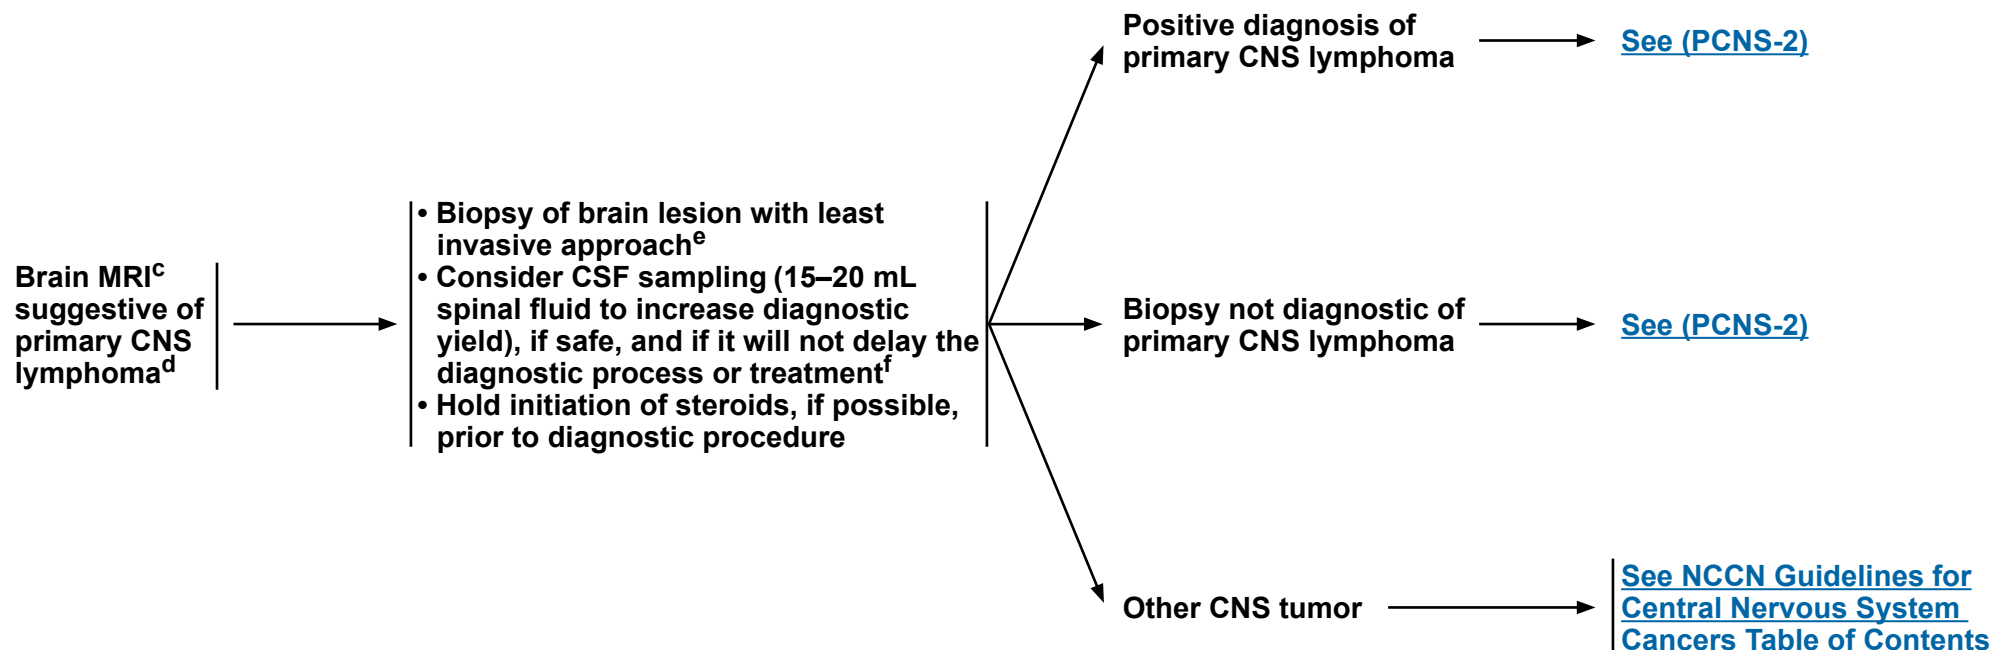 Brain MRIc
suggestive of
primary CNS
lymphomad
• Biopsy of brain lesion with least
invasive approache
• Consider CSF sampling (15–20 mL
spinal fluid to increase diagnostic
yield), if safe, and if it will not delay the
diagnostic process or treatmentf
• Hold initiation of steroids, if possible,
prior to diagnostic procedure
Positive diagnosis of
primary CNS lymphoma
See (PCNS-2)
Biopsy not diagnostic of
primary CNS lymphoma
See (PCNS-2)
Other CNS tumor
See NCCN Guidelines for
Central Nervous System
Cancers Table of Contents